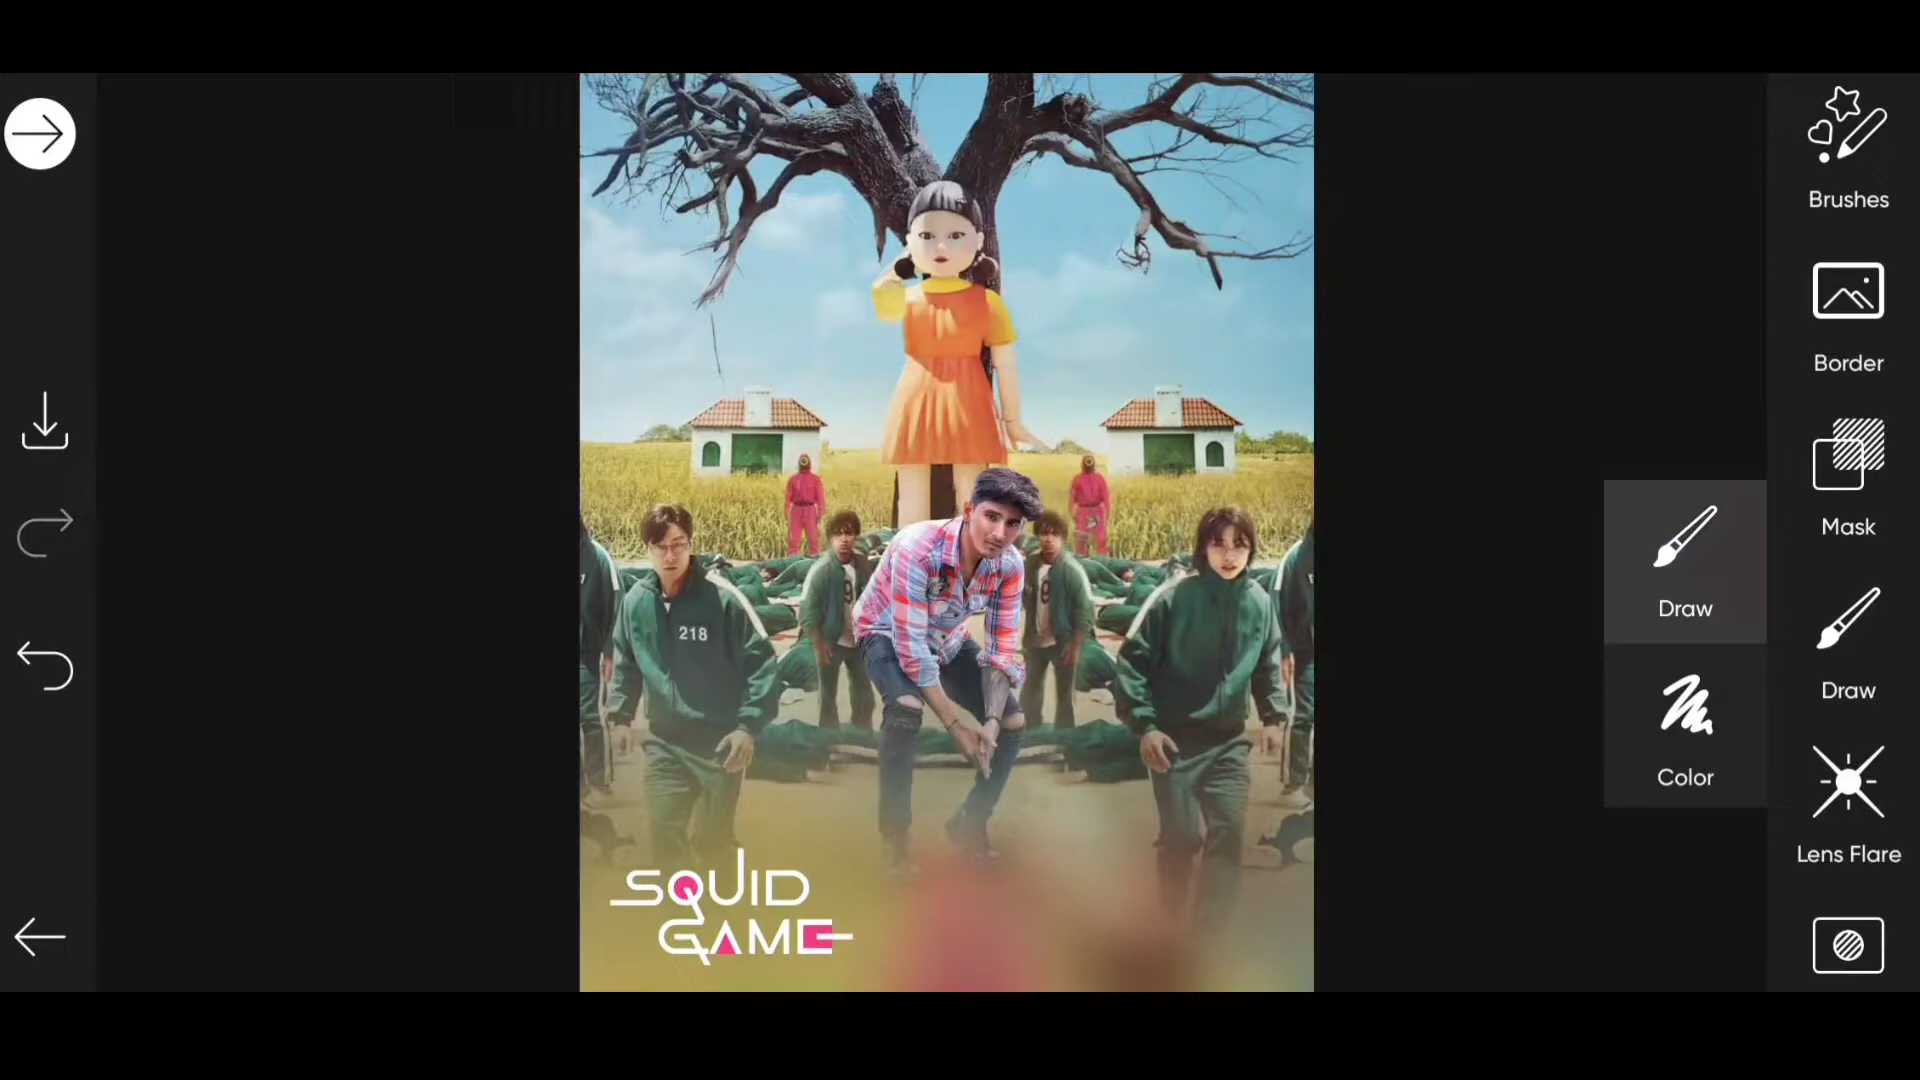 Brushes
Border
Mask
Draw
Draw
Color
Lens Flare
218
SQUID
GAME